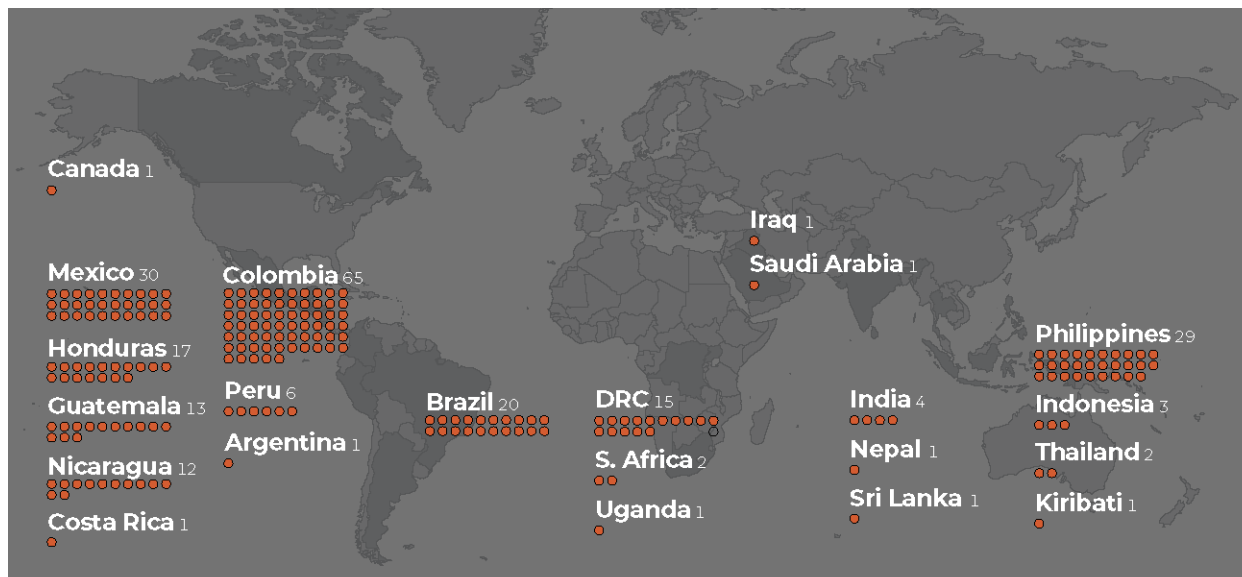 Canada 1
Mexico 30
Honduras 17
Guatemala 13
Nicaragua 12
Costa Rica 1
Colombia 65
Peru 6
Argentina 1
Brazil 20
Iraq 1
Saudi Arabia 1
DRC 15
S. Africa 2
Uganda 1
India 4
Nepal 1
Sri Lanka 1
Philippines 29
Indonesia 3
Thailand 2
Kiribati 1